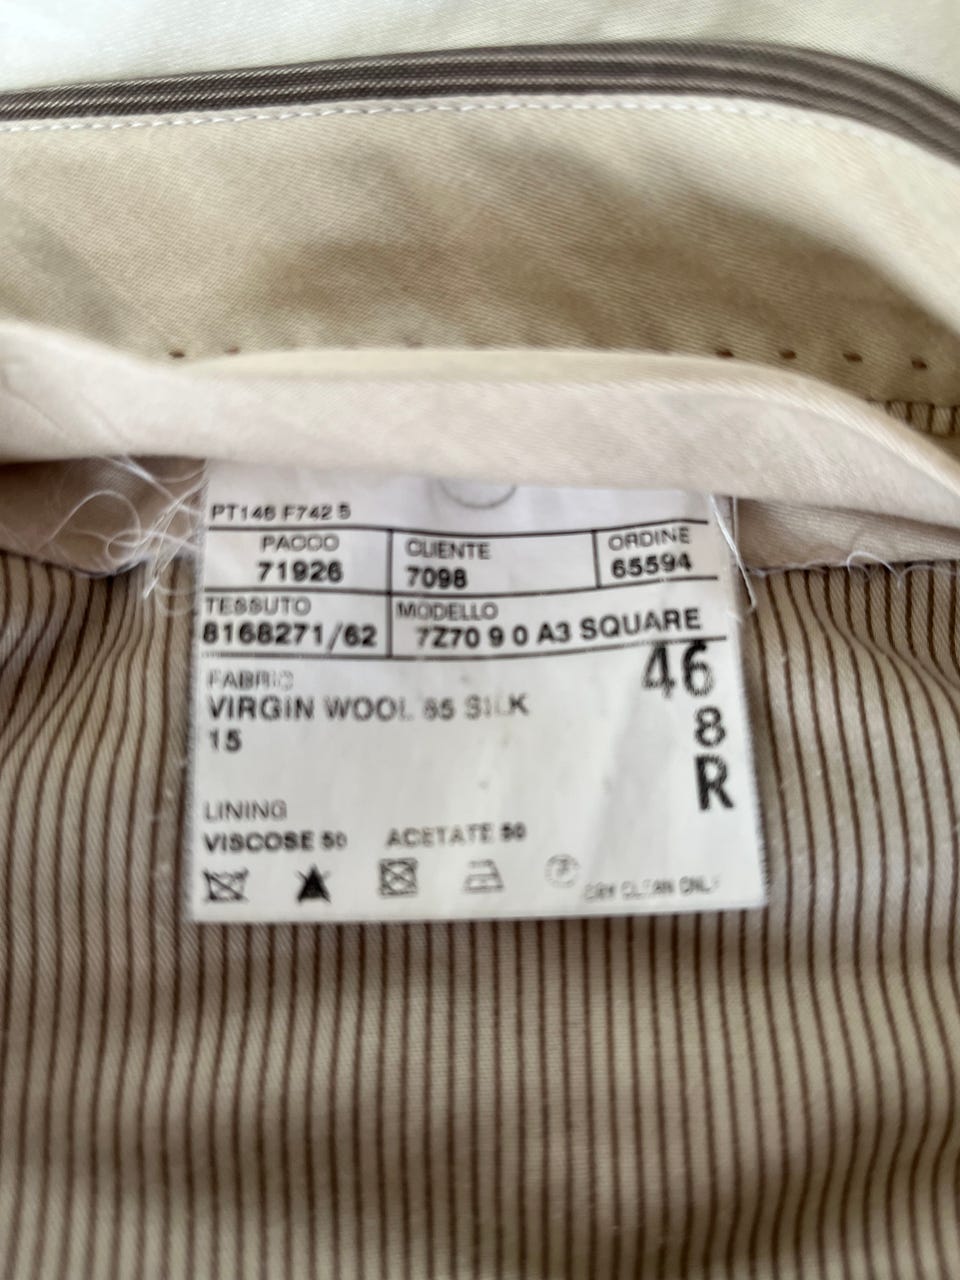 PT146 F742 5
PACCO CLIENTE ORDINE
71926 7098 65594
TESSUTO MODELLO
8168271/62 7Z70 9 0 A3 SQUARE
46
FABRIC
VIRGIN WOOL 85 SILK
8
15
R
LINING
VISCOSE 50 ACETATE 50
DRY CLEAN ONLY